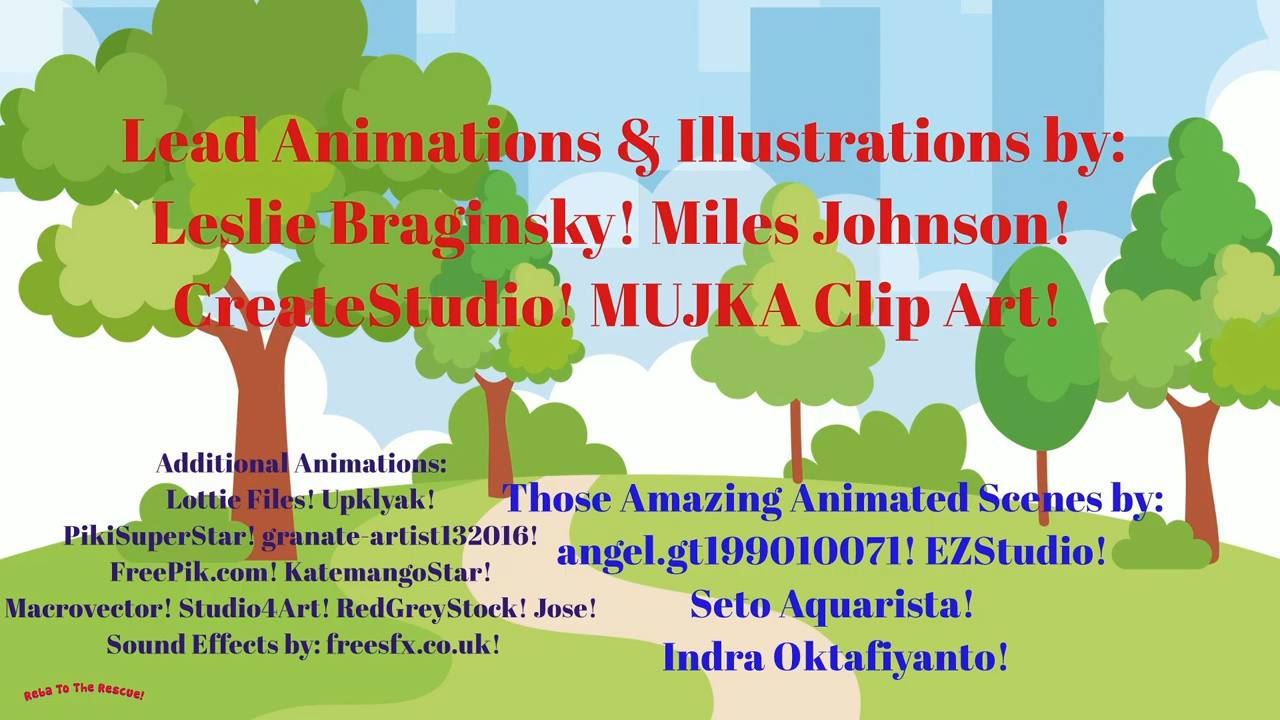 Lead Animations & Illustrations by:
Leslie Braginsky! Miles Johnson!
CreateStudio! MUJKA Clip Art!
Additional Animations:
Lottie Files! Upklyak!
PikiSuperStar! granate-artist132016!
FreePik.com! KatemangoStar!
Macrovector! Studio4Art! RedGreyStock! Jose!
Sound Effects by: freesfx.co.uk!
Those Amazing Animated Scenes by:
angel.gt199010071! EZStudio!
Seto Aquarista!
Indra Oktafiyanto!
Reba To The Rescue!